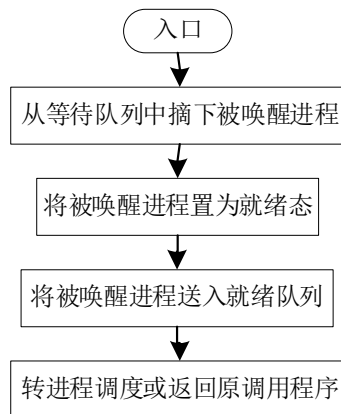 入口
从等待队列中摘下被唤醒进程
将被唤醒进程置为就绪态
将被唤醒进程送入就绪队列
转进程调度或返回原调用程序